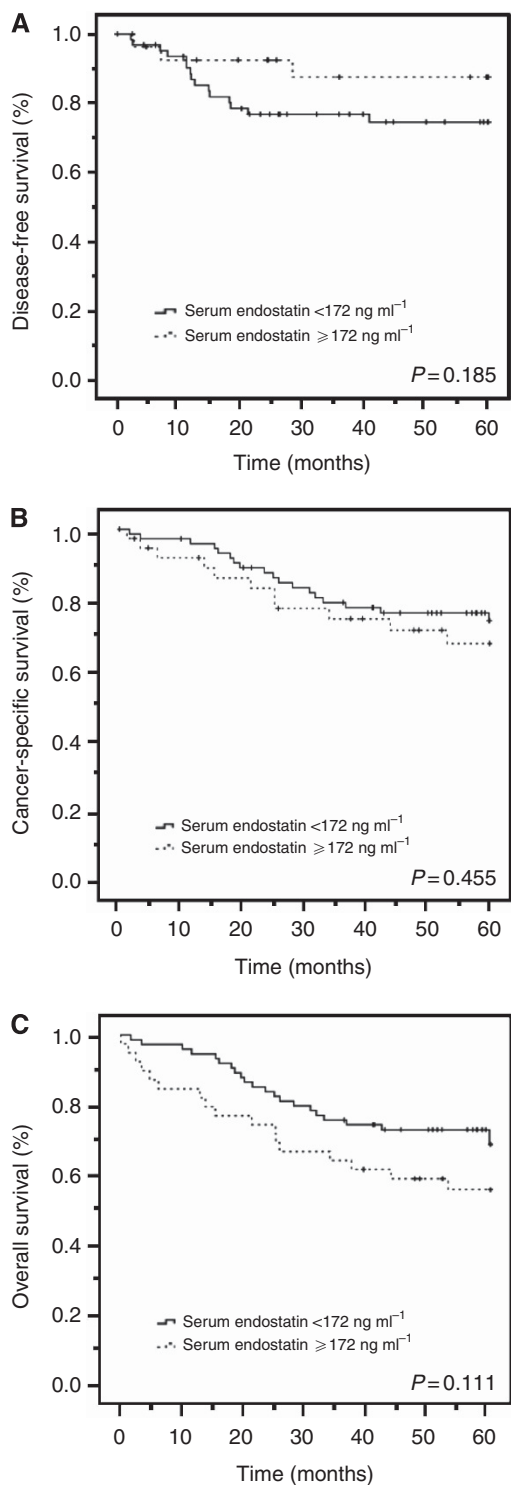 A
Disease-free survival (%)
1.0
0.8
0.6
0.4
0.2
0.0
Serum endostatin <172 ng ml⁻¹
Serum endostatin ⩾172 ng ml⁻¹
P=0.185
0 10 20 30 40 50 60
Time (months)
B
Cancer-specific survival (%)
1.0
0.8
0.6
0.4
0.2
0.0
Serum endostatin <172 ng ml⁻¹
Serum endostatin ⩾172 ng ml⁻¹
P=0.455
0 10 20 30 40 50 60
Time (months)
C
Overall survival (%)
1.0
0.8
0.6
0.4
0.2
0.0
Serum endostatin <172 ng ml⁻¹
Serum endostatin ⩾172 ng ml⁻¹
P=0.111
0 10 20 30 40 50 60
Time (months)